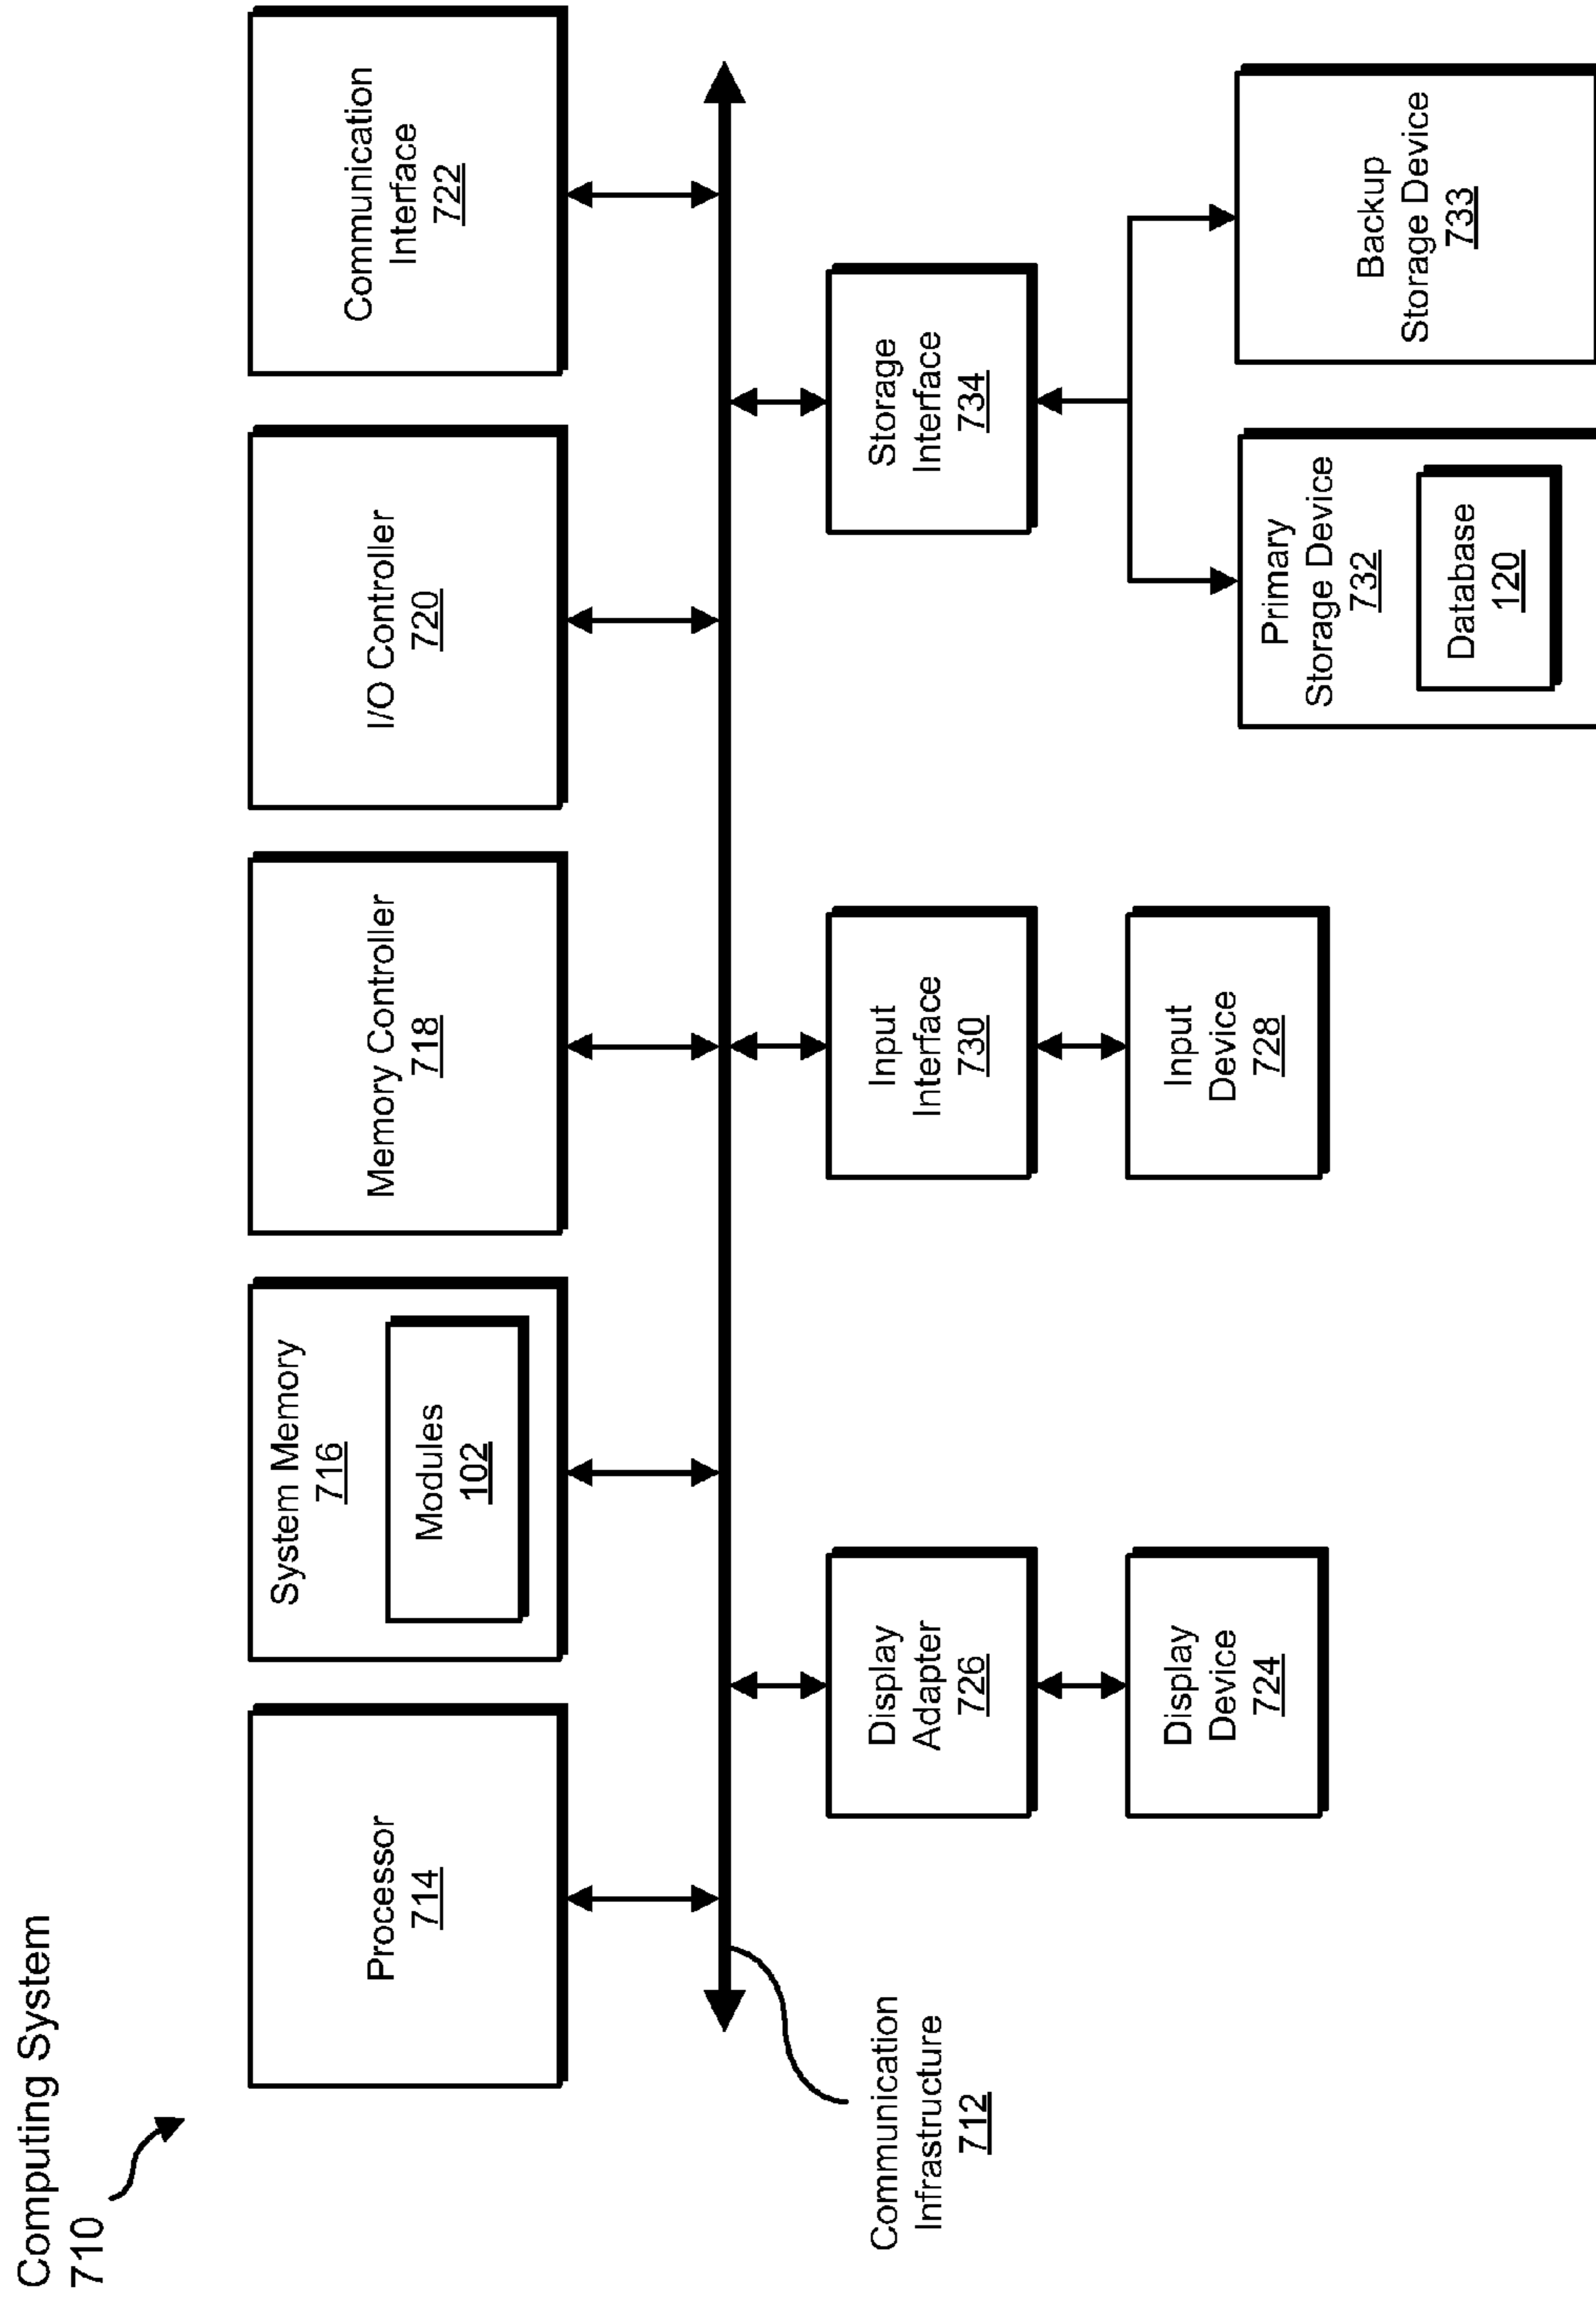 Computing System
710
Processor
714
System Memory
716
Modules
102
Memory Controller
718
I/O Controller
720
Communication
Interface
722
Communication
Infrastructure
712
Display
Adapter
726
Input
Interface
730
Storage
Interface
734
Display
Device
724
Input
Device
728
Primary
Storage Device
732
Database
120
Backup
Storage Device
733